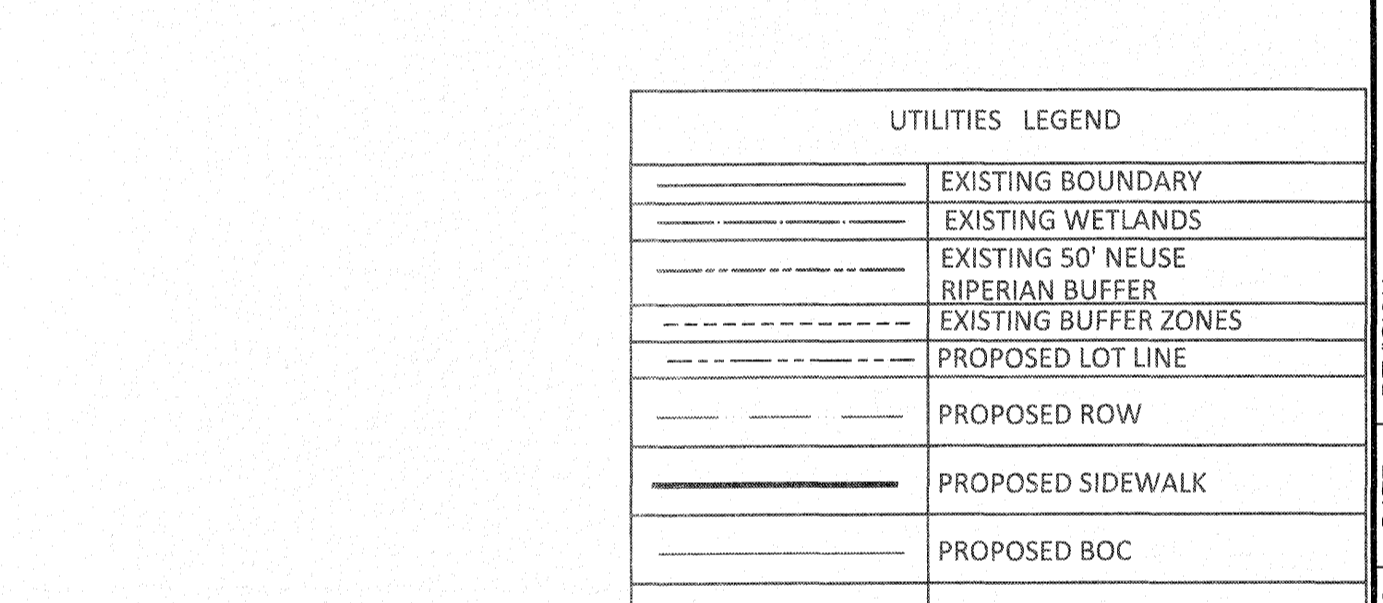 UTILITIES LEGEND
EXISTING BOUNDARY
EXISTING WETLANDS
EXISTING 50' NEUSE
RIPERIAN BUFFER
EXISTING BUFFER ZONES
PROPOSED LOT LINE
PROPOSED ROW
PROPOSED SIDEWALK
PROPOSED BOC